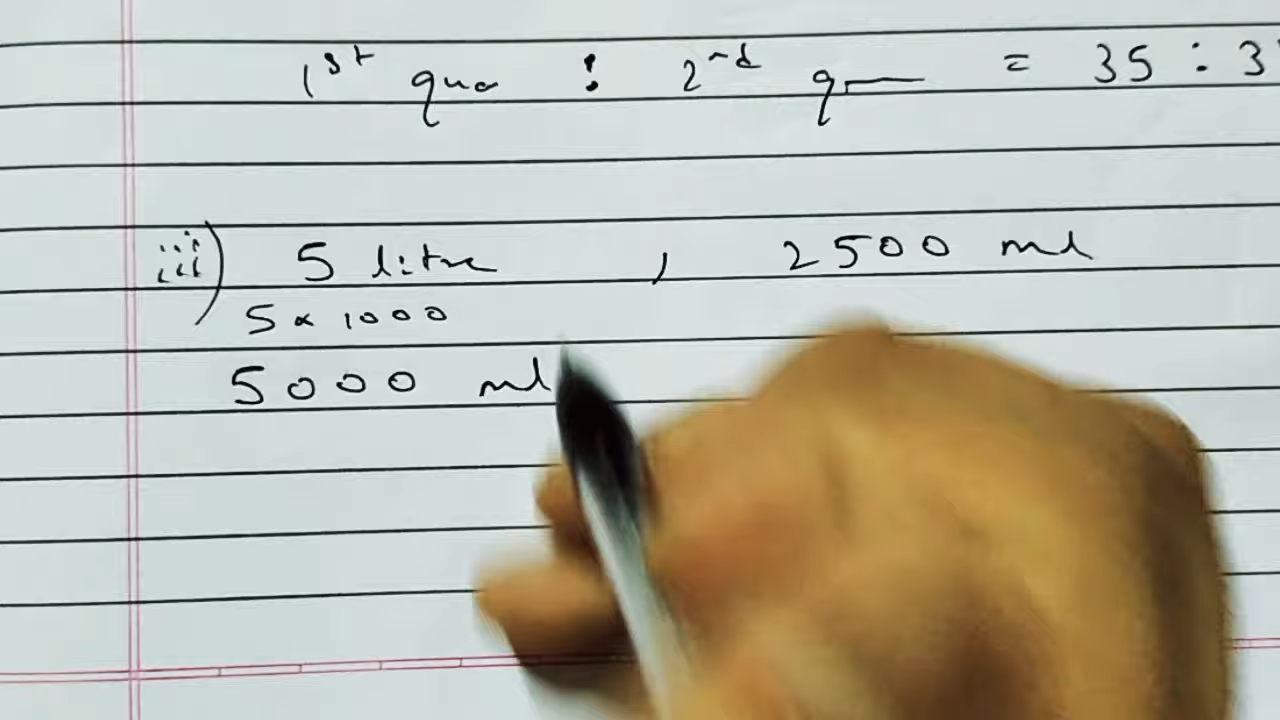 1st qua : 2nd q = 35 : 3
iii) 5 litre , 2500 ml
5 x 1000
5000 ml